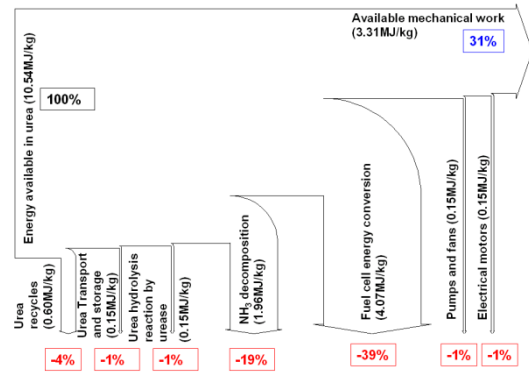 Available mechanical work
(3.31MJ/kg)
31%
Energy available in urea (10.54MJ/kg)
100%
Urea
recycles
(0.60MJ/kg)
Urea Transport
and storage
(0.15MJ/kg)
Urea hydrolysis
reaction by
urease
(0.15MJ/kg)
NH3 decomposition
(1.96MJ/kg)
Fuel cell energy conversion
(4.07MJ/kg)
Pumps and fans (0.15MJ/kg)
Electrical motors (0.15MJ/kg)
-4%
-1%
-1%
-19%
-39%
-1%
-1%